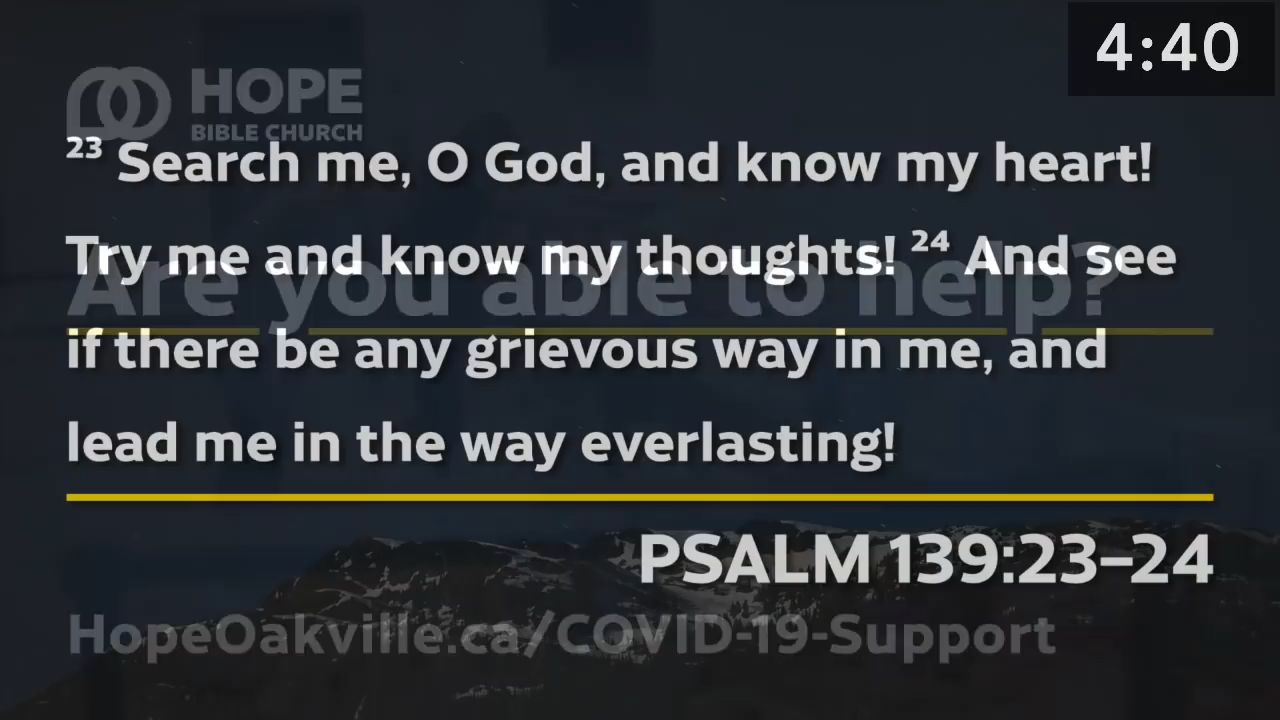 4:40
HOPE
BIBLE CHURCH
23 Search me, O God, and know my heart!
Try me and know my thoughts! 24 And see
Are you able to help?
if there be any grievous way in me, and
lead me in the way everlasting!
PSALM 139:23–24
HopeOakville.ca/COVID-19-Support